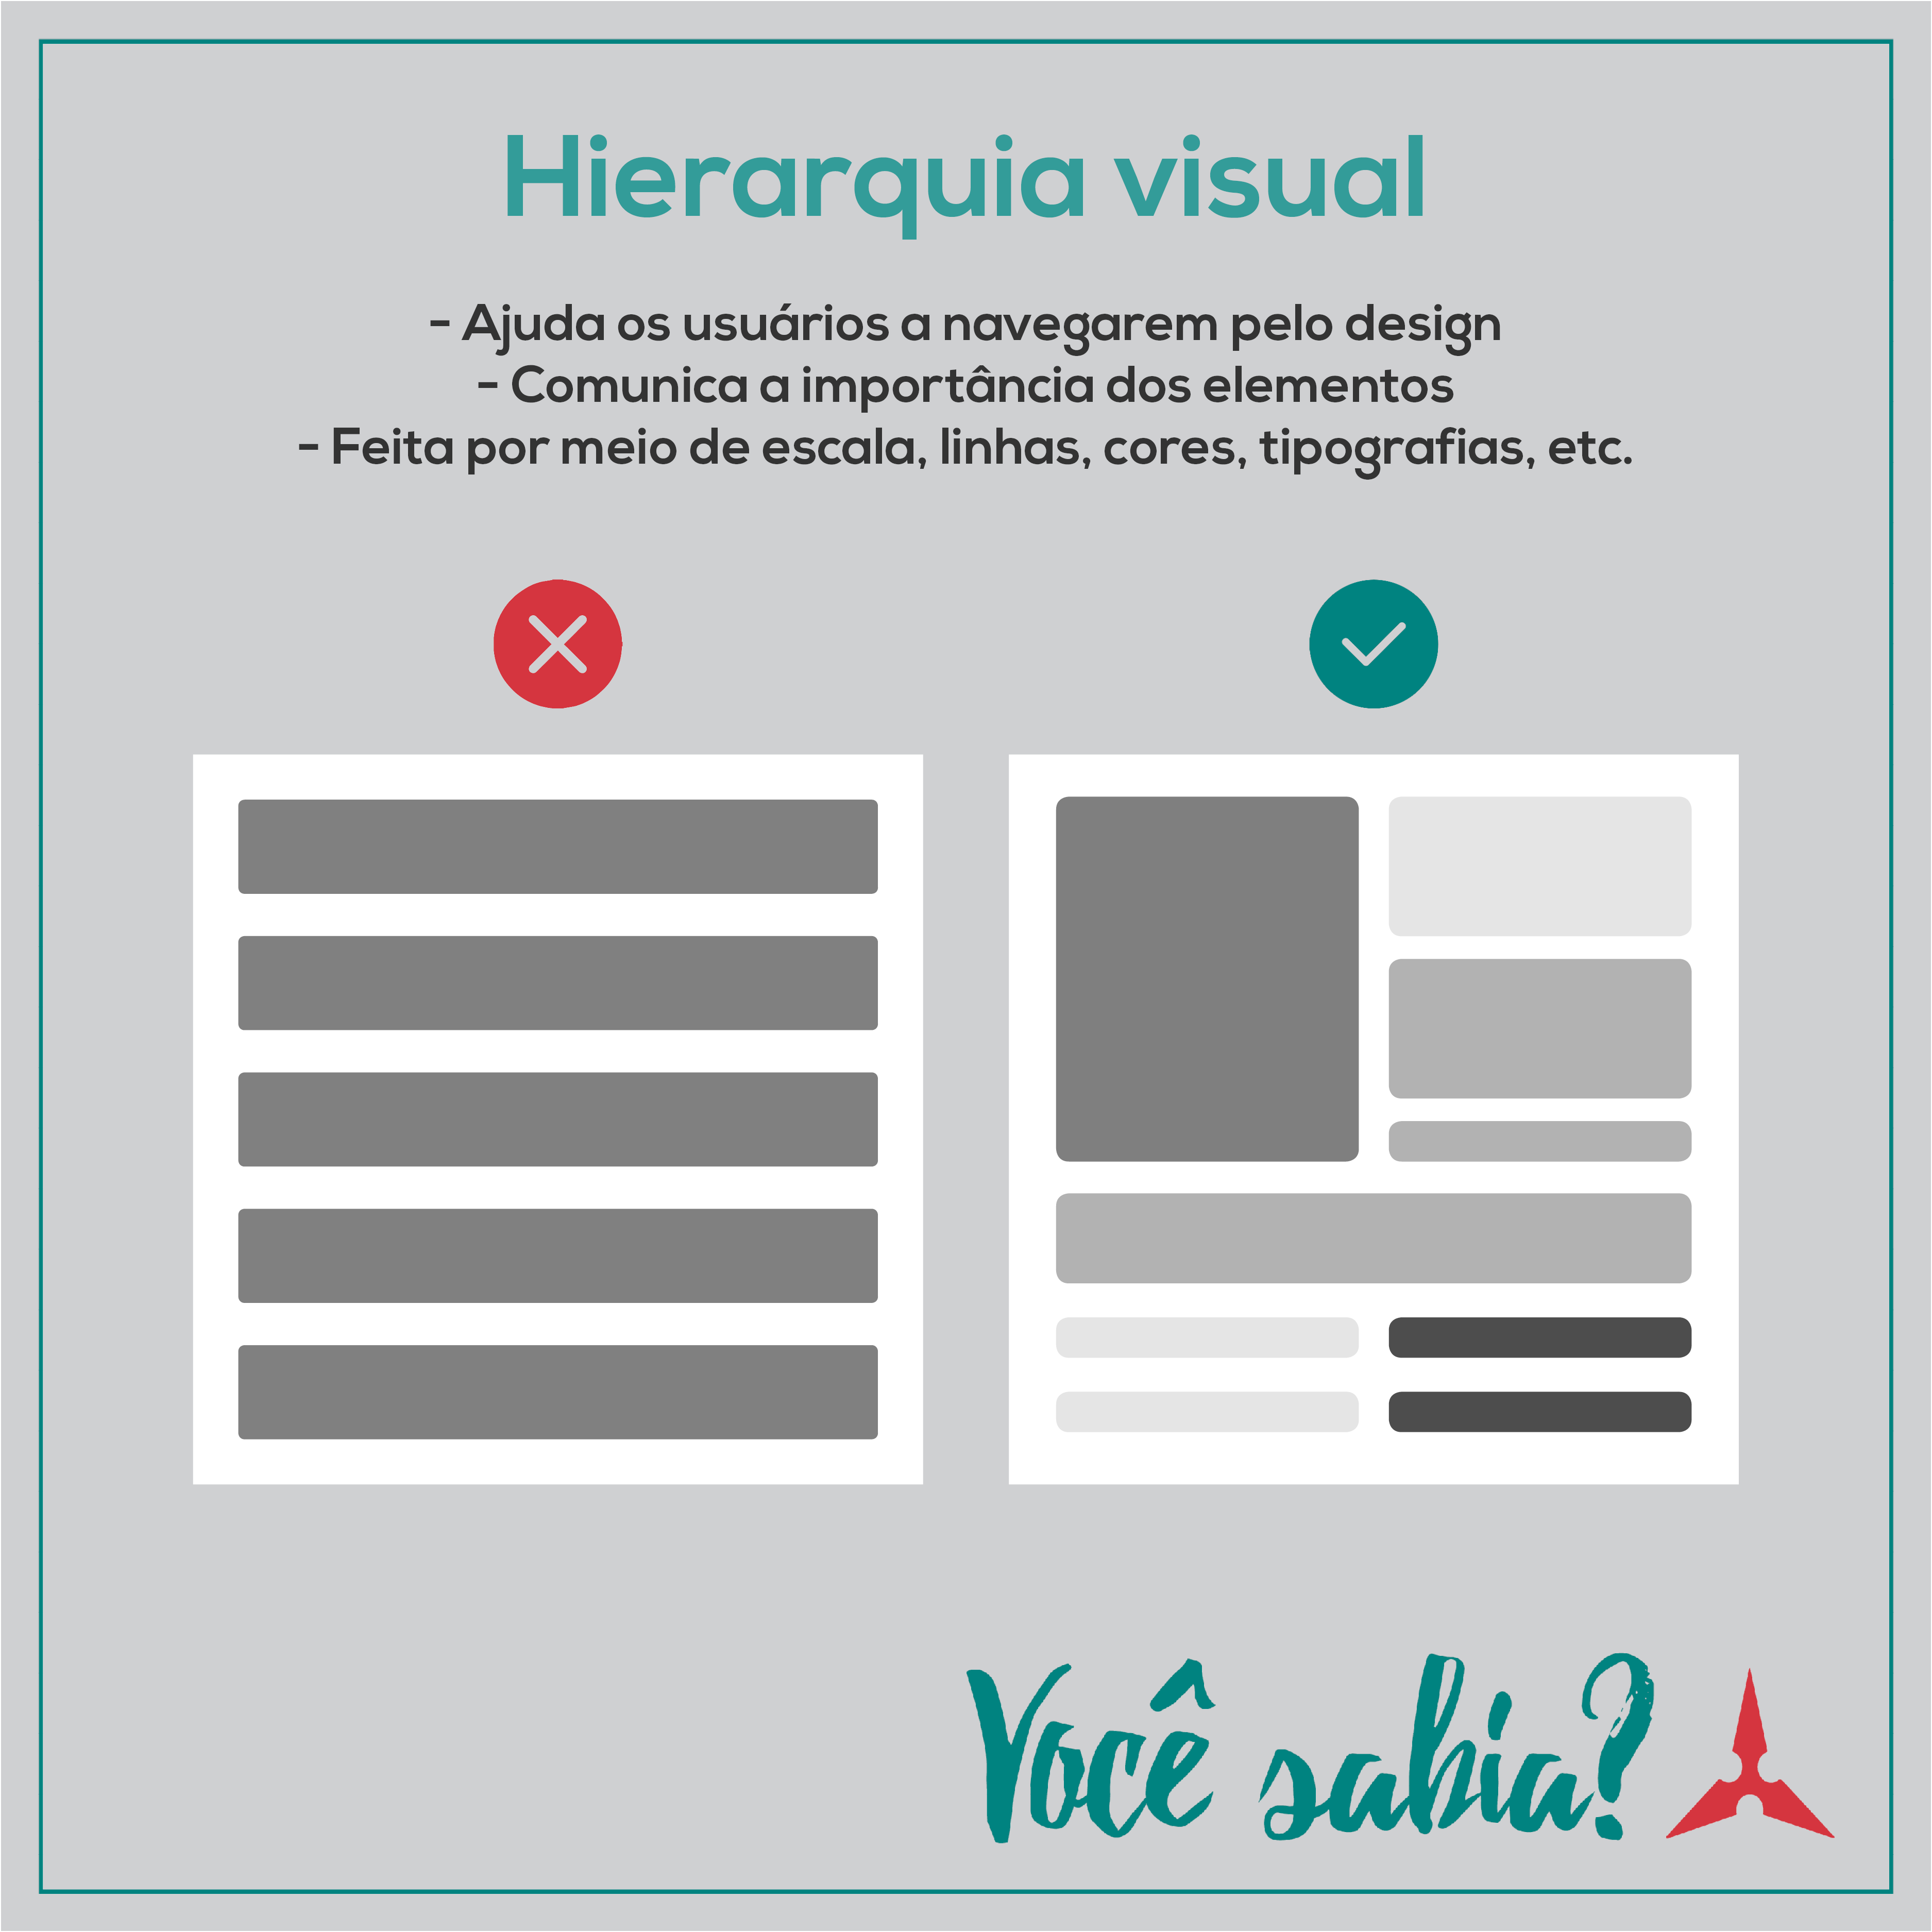 Hierarquia visual
- Ajuda os usuários a navegarem pelo design
- Comunica a importância dos elementos
- Feita por meio de escala, linhas, cores, tipografias, etc.
Você sabia?